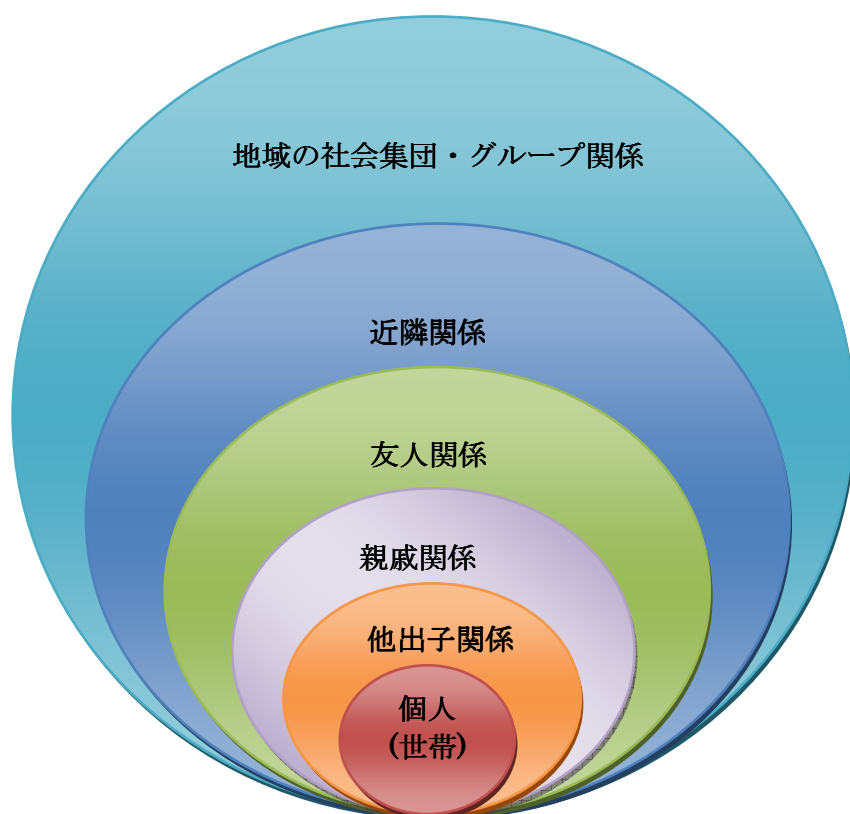 地域の社会集団・グループ関係
近隣関係
友人関係
親戚関係
他出子関係
個人
(世帯)